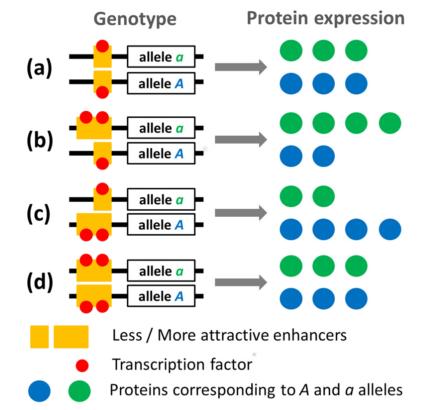 Genotype Protein expression
(a) allele a
allele A
(b) allele a
allele A
(c) allele a
allele A
(d) allele a
allele A
Less / More attractive enhancers
Transcription factor
Proteins corresponding to A and a alleles